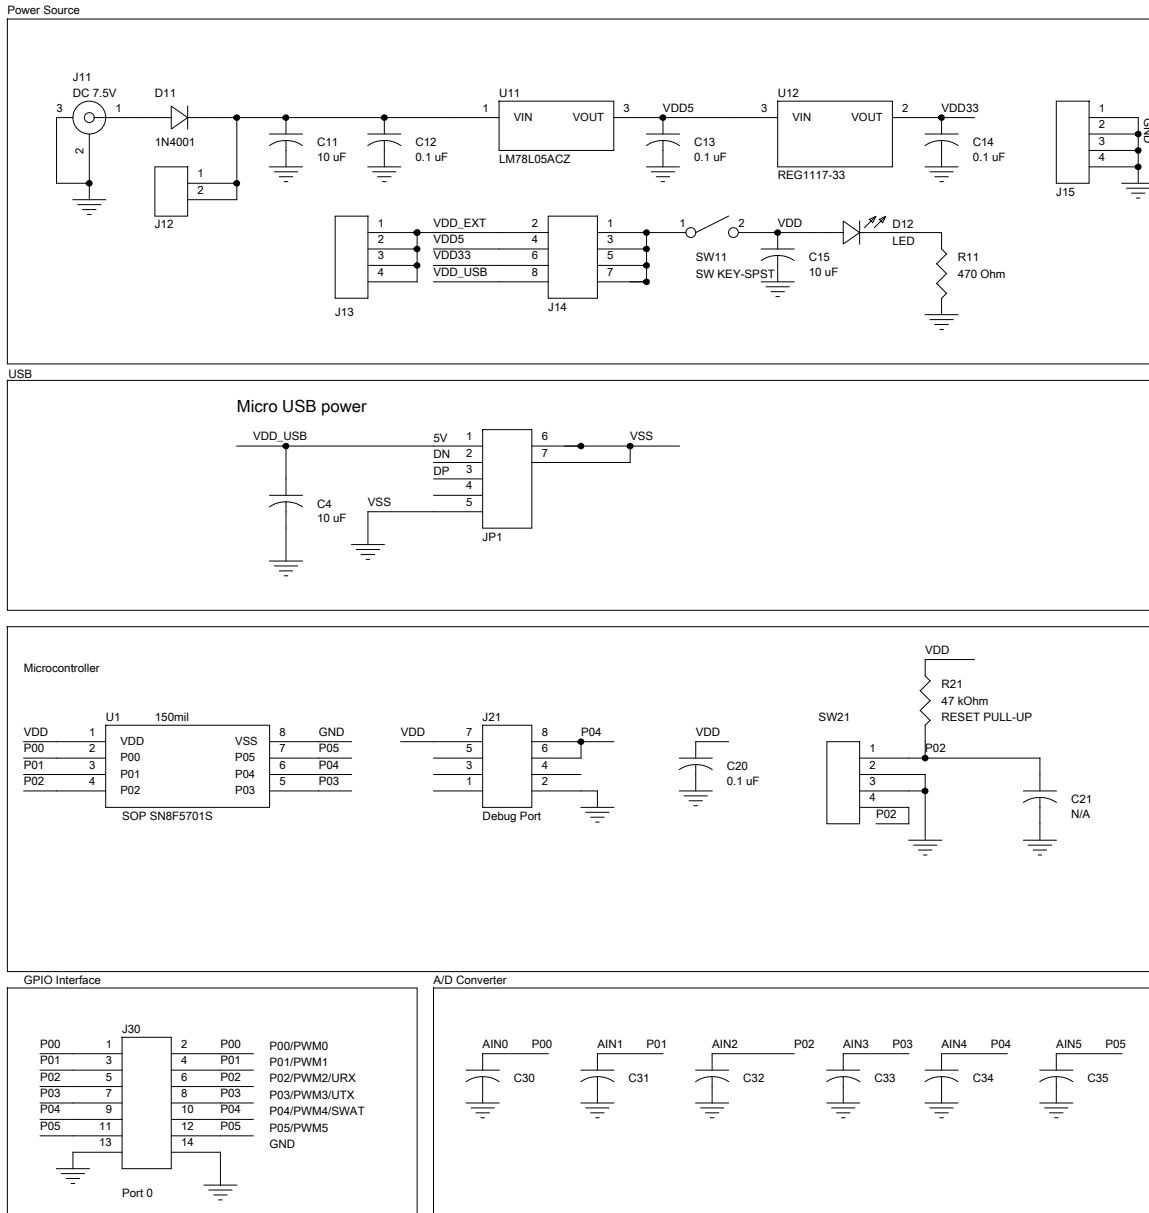 Power Source
J11
DC 7.5V
3
1
2
D11
1N4001
J12
1
2
C11
10 uF
C12
0.1 uF
U11
1
VIN
VOUT
3
LM78L05ACZ
VDD5
C13
0.1 uF
U12
3
VIN
VOUT
2
REG1117-33
VDD33
C14
0.1 uF
1
2
3
4
GND
J15
1
2
3
4
J13
VDD_EXT
VDD5
VDD33
VDD_USB
2
4
6
8
1
3
5
7
J14
1
2
SW11
SW KEY-SPST
VDD
C15
10 uF
D12
LED
R11
470 Ohm
USB
Micro USB power
VDD_USB
C4
10 uF
5V
DN
DP
VSS
1
2
3
4
5
6
7
VSS
JP1
Microcontroller
U1
150mil
VDD
P00
P01
P02
1
2
3
4
VDD
P00
P01
P02
VSS
P05
P04
P03
8
7
6
5
GND
P05
P04
P03
SOP SN8F5701S
J21
VDD
7
5
3
1
8
6
4
2
P04
Debug Port
VDD
C20
0.1 uF
SW21
1
2
3
4
P02
VDD
R21
47 kOhm
RESET PULL-UP
P02
C21
N/A
GPIO Interface
J30
P00
1
2
P00
P00/PWM0
P01
3
4
P01
P01/PWM1
P02
5
6
P02
P02/PWM2/URX
P03
7
8
P03
P03/PWM3/UTX
P04
9
10
P04
P04/PWM4/SWAT
P05
11
12
P05
P05/PWM5
13
14
GND
Port 0
A/D Converter
AIN0
P00
C30
AIN1
P01
C31
AIN2
P02
C32
AIN3
P03
C33
AIN4
P04
C34
AIN5
P05
C35